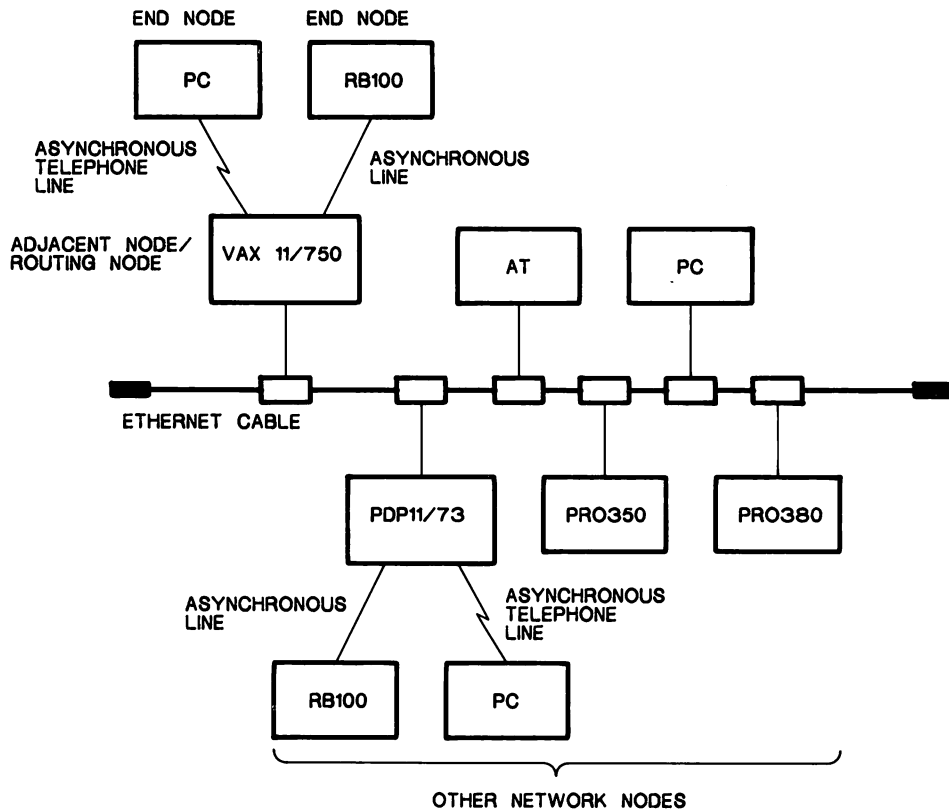 END NODE
END NODE
PC
RB100
ASYNCHRONOUS
TELEPHONE
LINE
ASYNCHRONOUS
LINE
ADJACENT NODE/
ROUTING NODE
VAX 11/750
AT
PC
ETHERNET CABLE
PDP11/73
PRO350
PRO380
ASYNCHRONOUS
LINE
ASYNCHRONOUS
TELEPHONE
LINE
RB100
PC
OTHER NETWORK NODES